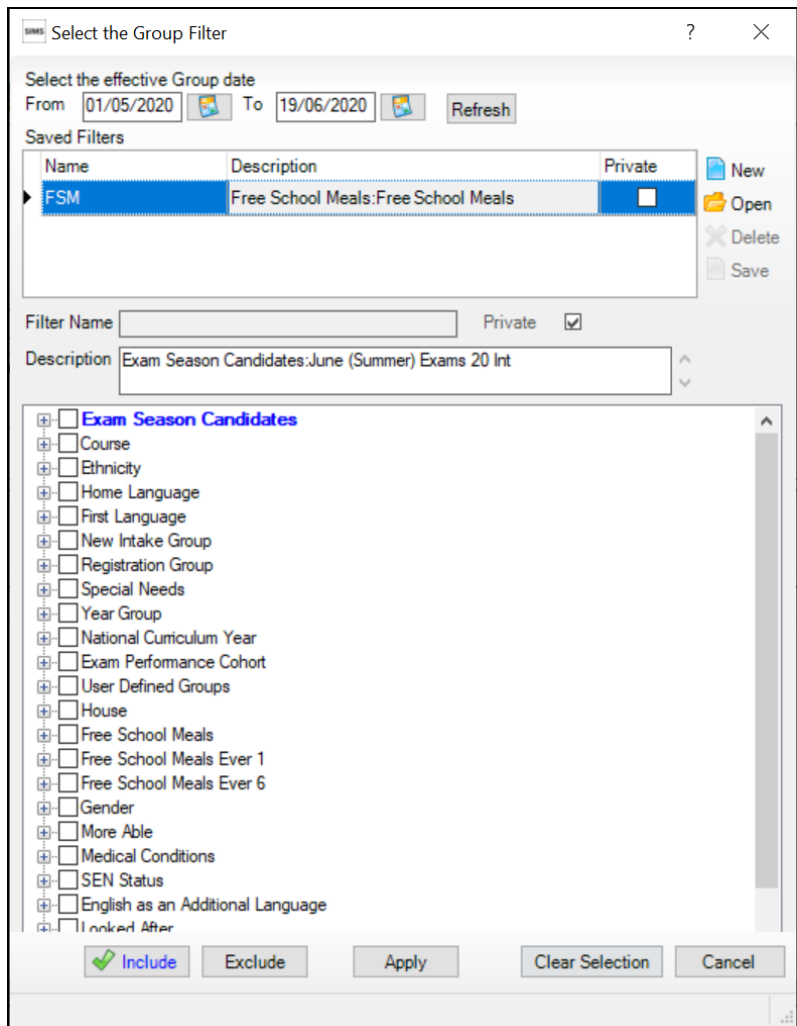 SIMS Select the Group Filter ?
Select the effective Group date
From 01/05/2020 To 19/06/2020 Refresh
Saved Filters
Name Description Private
New
FSM Free School Meals:Free School Meals
Open
Delete
Save
Filter Name Private
Description Exam Season Candidates:June (Summer) Exams 20 Int
Exam Season Candidates
Course
Ethnicity
Home Language
First Language
New Intake Group
Registration Group
Special Needs
Year Group
National Curriculum Year
Exam Performance Cohort
User Defined Groups
House
Free School Meals
Free School Meals Ever 1
Free School Meals Ever 6
Gender
More Able
Medical Conditions
SEN Status
English as an Additional Language
Looked After
Include Exclude Apply Clear Selection Cancel